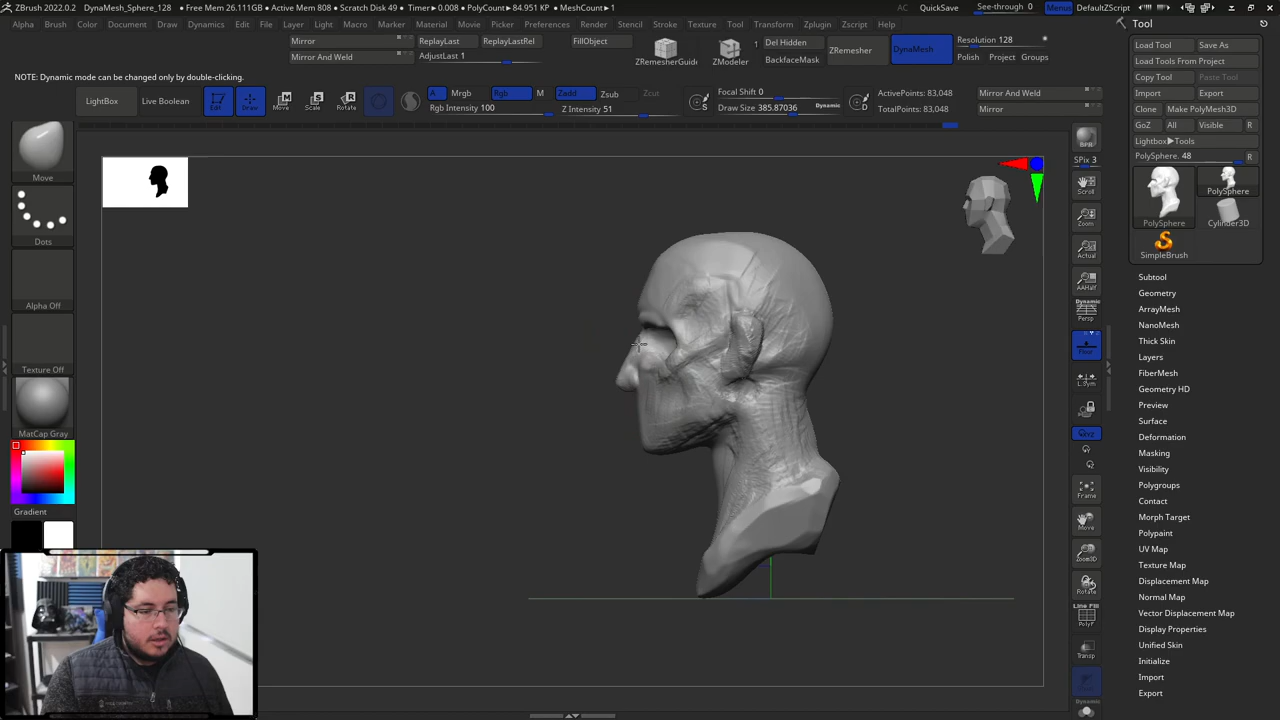 ZBrush 2022.0.2 DynaMesh_Sphere_128 • Free Mem 26.111GB • Active Mem 808 • Scratch Disk 49 • Timer▶0.008 • PolyCount▶84.951 KP • MeshCount▶1 AC QuickSave See-through 0 Menus DefaultZScript
Alpha Brush Color Document Draw Dynamics Edit File Layer Light Macro Marker Material Movie Picker Preferences Render Stencil Stroke Texture Tool Transform Zplugin Zscript Help
Mirror ReplayLast ReplayLastRel FillObject
Mirror And Weld AdjustLast 1
ZRemesherGuide ZModeler 1 Del Hidden BackfaceMask ZRemesher DynaMesh Resolution 128
Polish Project Groups
NOTE: Dynamic mode can be changed only by double-clicking.
LightBox Live Boolean Edit Draw Move Scale Rotate
A Mrgb Rgb M Zadd Zsub Zcut
Rgb Intensity 100 Z Intensity 51
Focal Shift 0
Draw Size 385.87036 Dynamic
S D
ActivePoints: 83,048
TotalPoints: 83,048
Mirror And Weld
Mirror
Move
Dots
Alpha Off
Texture Off
MatCap Gray
Gradient
BPR
SPix 3
Scroll
Zoom
Actual
AAHalf
Dynamic
Persp
Floor
L.Sym
Frame
Move
Zoom3D
Rotate
Line Fill
PolyF
Transp
Dynamic
Tool
Load Tool Save As
Load Tools From Project
Copy Tool Paste Tool
Import Export
Clone Make PolyMesh3D
GoZ All Visible R
Lightbox▶Tools
PolySphere. 48 R
PolySphere PolySphere
Cylinder3D
SimpleBrush
Subtool
Geometry
ArrayMesh
NanoMesh
Thick Skin
Layers
FiberMesh
Geometry HD
Preview
Surface
Deformation
Masking
Visibility
Polygroups
Contact
Morph Target
Polypaint
UV Map
Texture Map
Displacement Map
Normal Map
Vector Displacement Map
Display Properties
Unified Skin
Initialize
Import
Export